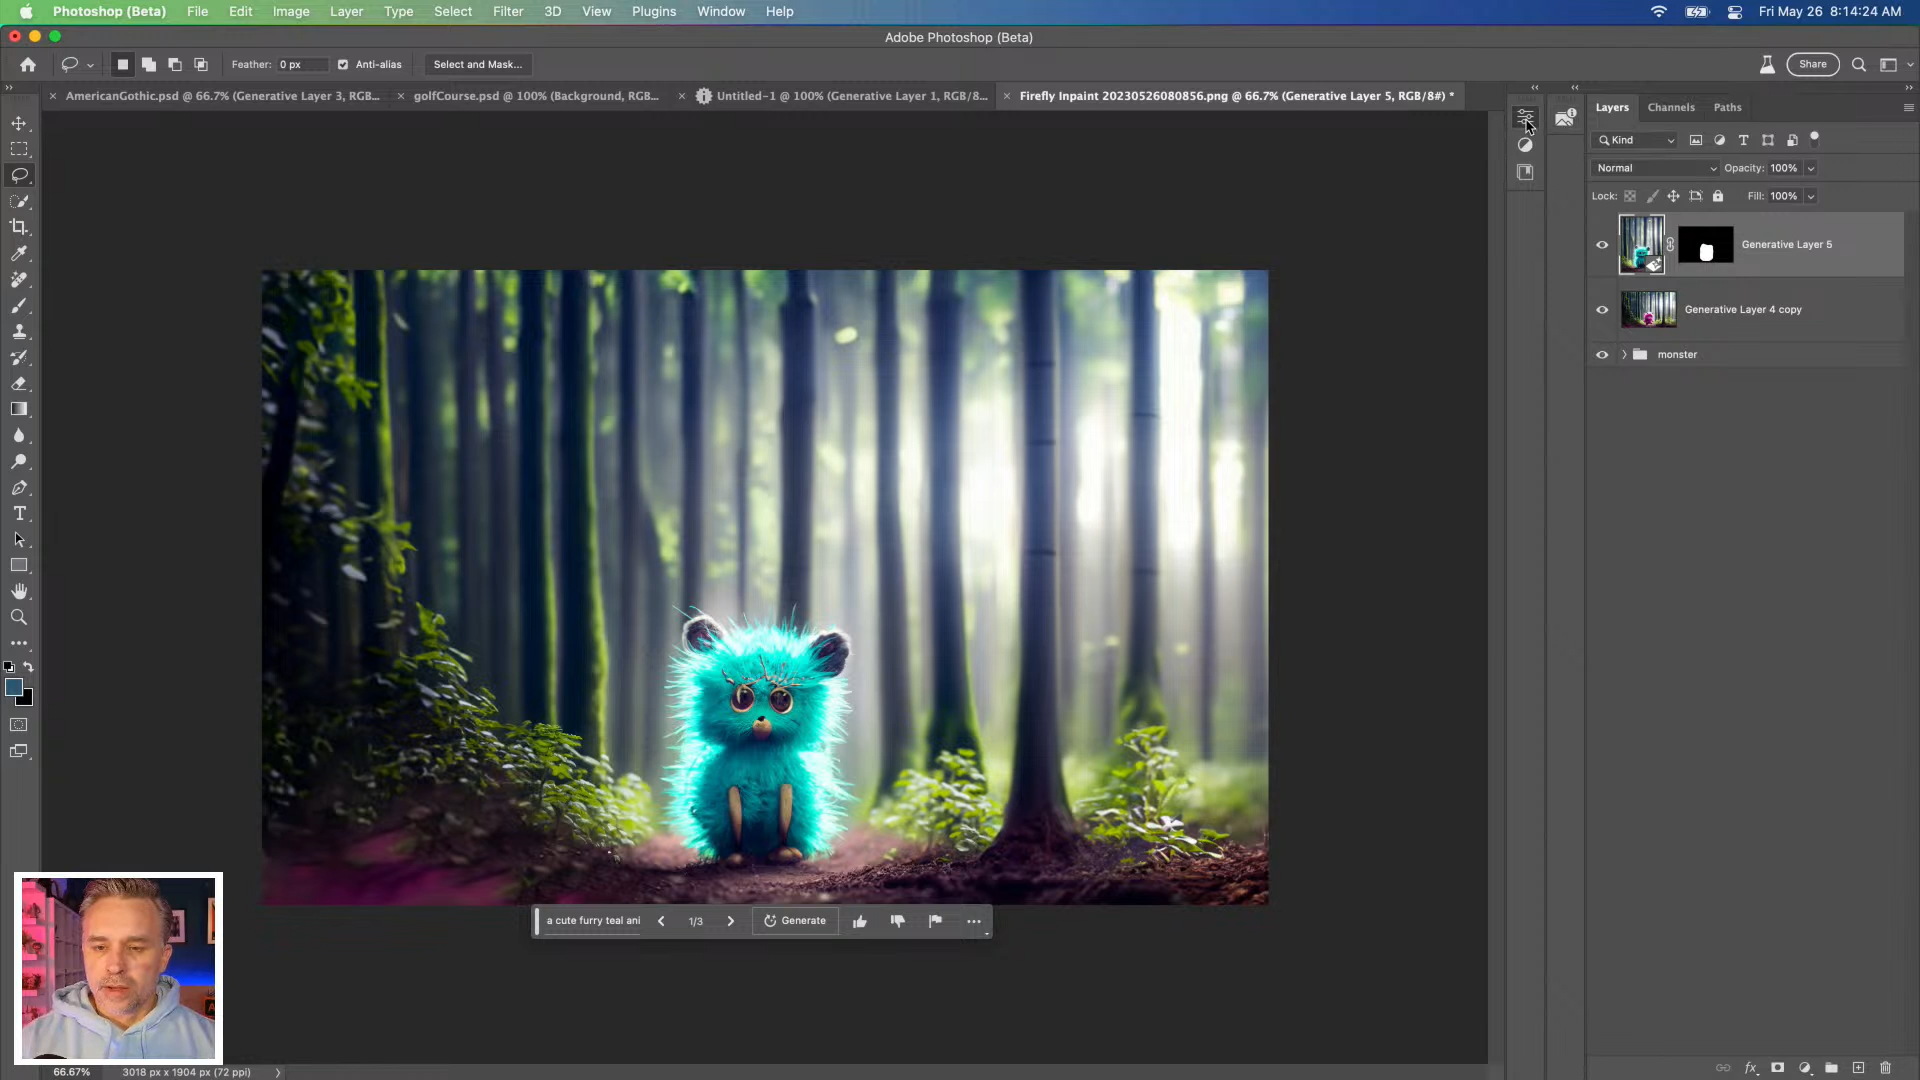 Photoshop (Beta) File Edit Image Layer Type Select Filter 3D View Plugins Window Help Fri May 26 8:14:24 AM
Adobe Photoshop (Beta)
Feather: 0 px Anti-alias Select and Mask... Share
AmericanGothic.psd @ 66.7% (Generative Layer 3, RGB... golfCourse.psd @ 100% (Background, RGB... Untitled-1 @ 100% (Generative Layer 1, RGB/8... Firefly Inpaint 20230526080856.png @ 66.7% (Generative Layer 5, RGB/8#) *
Layers Channels Paths
Kind
Normal Opacity: 100%
Lock: Fill: 100%
Generative Layer 5
Generative Layer 4 copy
monster
a cute furry teal ani 1/3 Generate
66.67% 3018 px x 1904 px (72 ppi)